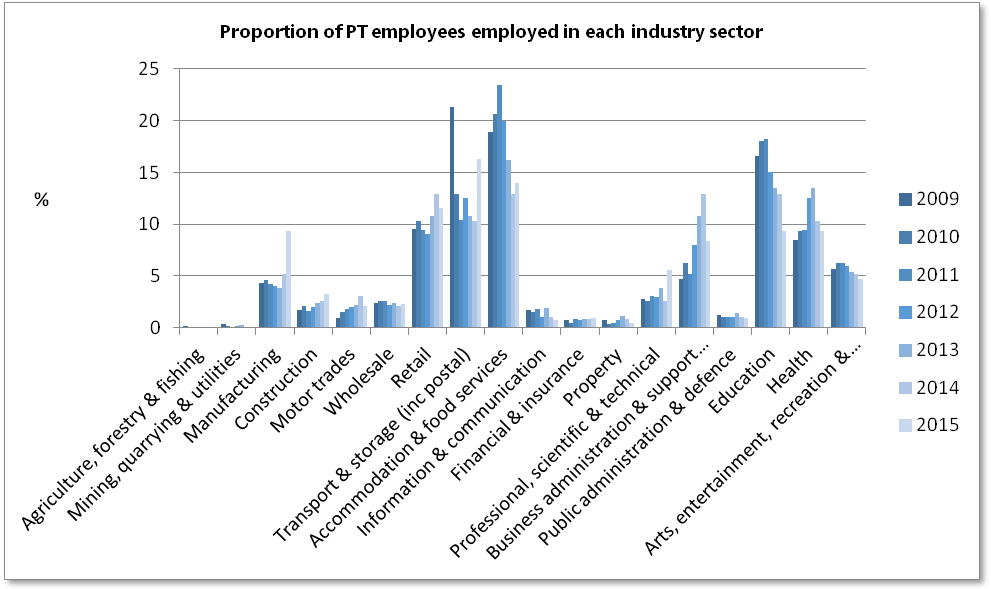 Proportion of PT employees employed in each industry sector
25
20
15
10
5
0
%
Agriculture, forestry & fishing
Mining, quarrying & utilities
Manufacturing
Construction
Motor trades
Wholesale
Retail
Transport & storage (inc postal)
Accommodation & food services
Information & communication
Financial & insurance
Property
Professional, scientific & technical
Business administration & support...
Public administration & defence
Education
Health
Arts, entertainment, recreation &...
2009
2010
2011
2012
2013
2014
2015